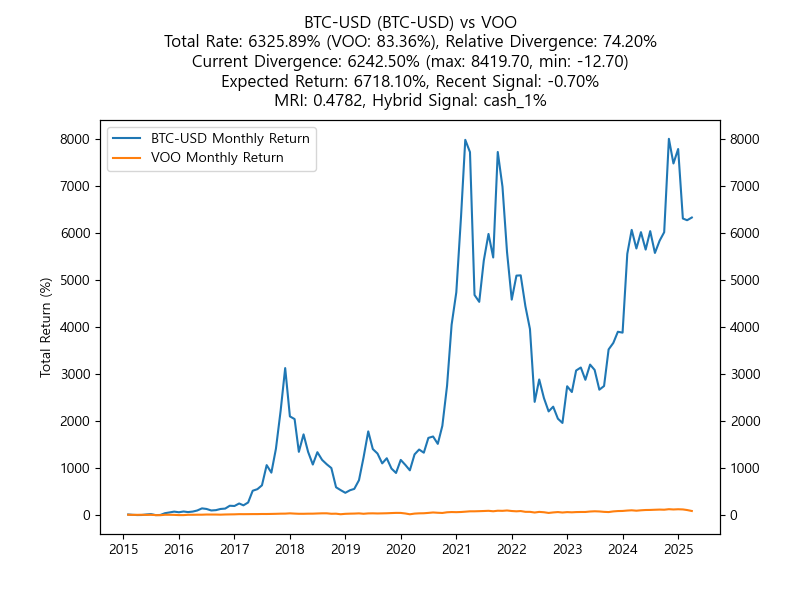 BTC-USD (BTC-USD) vs VOO
Total Rate: 6325.89% (VOO: 83.36%), Relative Divergence: 74.20%
Current Divergence: 6242.50% (max: 8419.70, min: -12.70)
Expected Return: 6718.10%, Recent Signal: -0.70%
MRI: 0.4782, Hybrid Signal: cash_1%
BTC-USD Monthly Return
VOO Monthly Return
Total Return (%)
8000 8000
7000 7000
6000 6000
5000 5000
4000 4000
3000 3000
2000 2000
1000 1000
0 0
2015 2016 2017 2018 2019 2020 2021 2022 2023 2024 2025